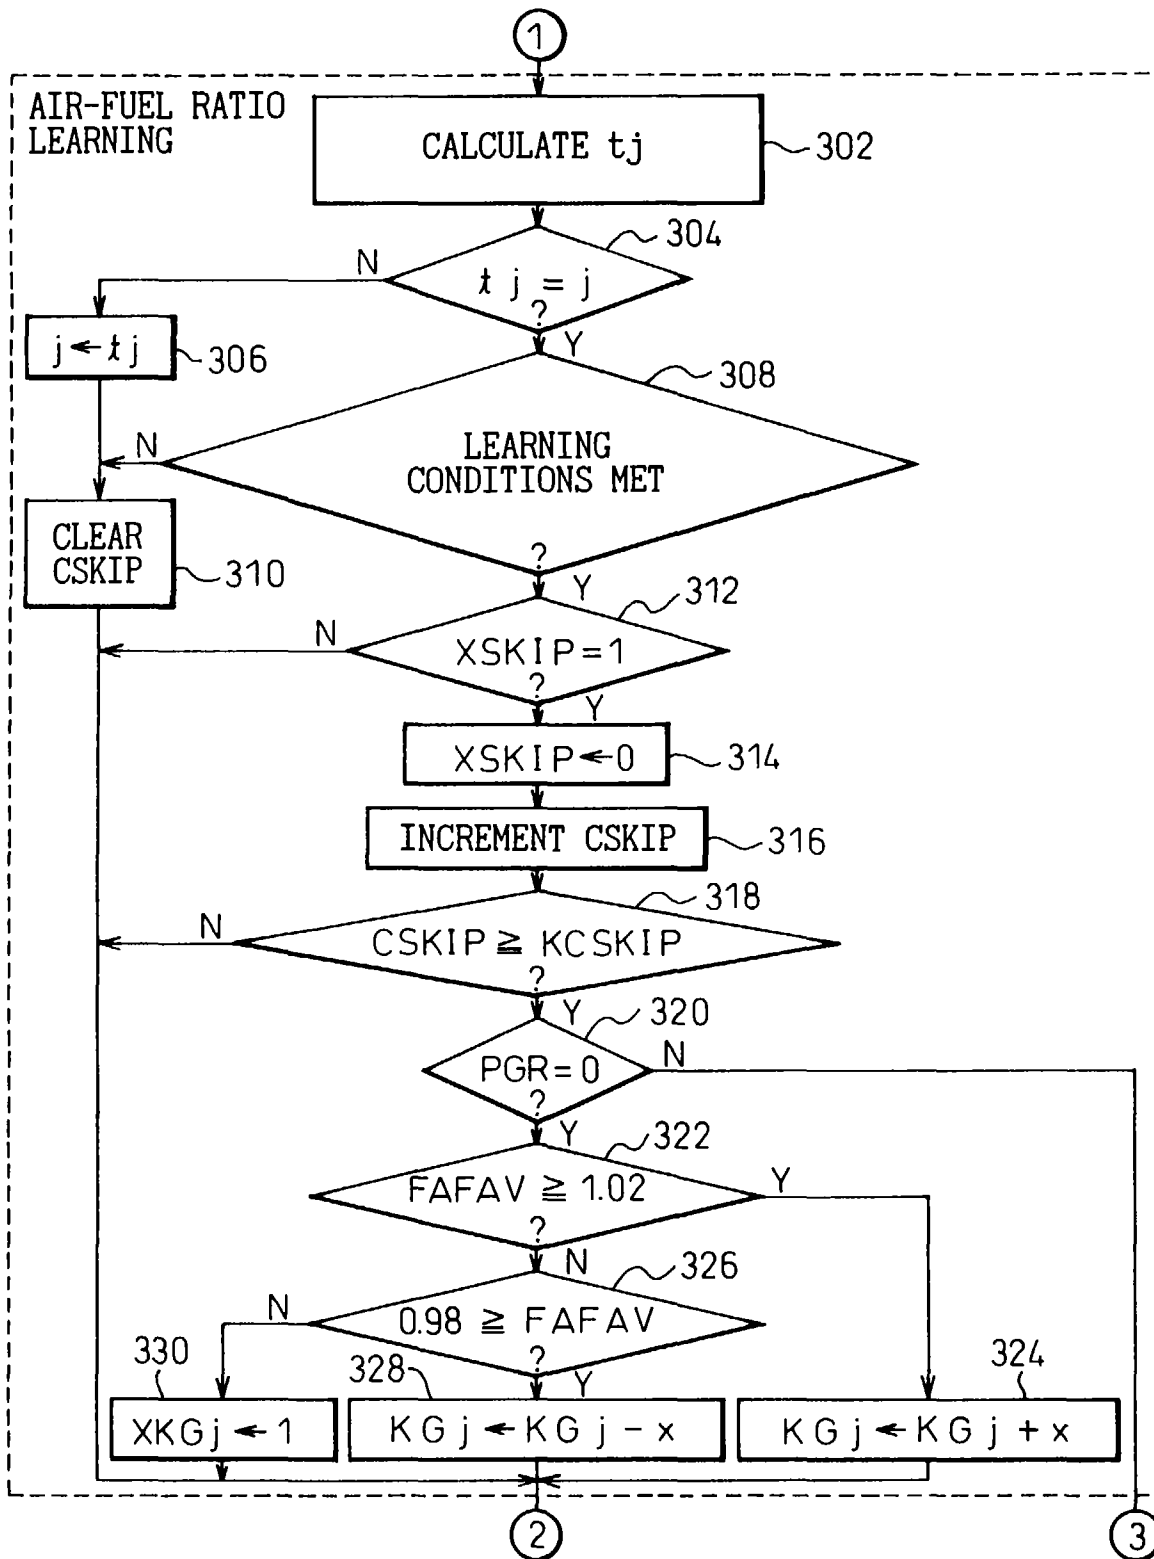 1
AIR-FUEL RATIO
LEARNING
CALCULATE tj
302
304
N
tj = j
?
Y
j←tj
306
308
N
LEARNING
CONDITIONS MET
?
Y
CLEAR
CSKIP
310
312
N
XSKIP=1
?
Y
XSKIP←0
314
INCREMENT CSKIP
316
318
N
CSKIP ≧ KCSKIP
?
Y
320
PGR=0
N
?
Y
322
FAFAV ≧ 1.02
Y
?
N
326
N
0.98 ≧ FAFAV
?
Y
330
328
324
XKGj ← 1
KGj ← KGj − x
KGj ← KGj + x
2
3